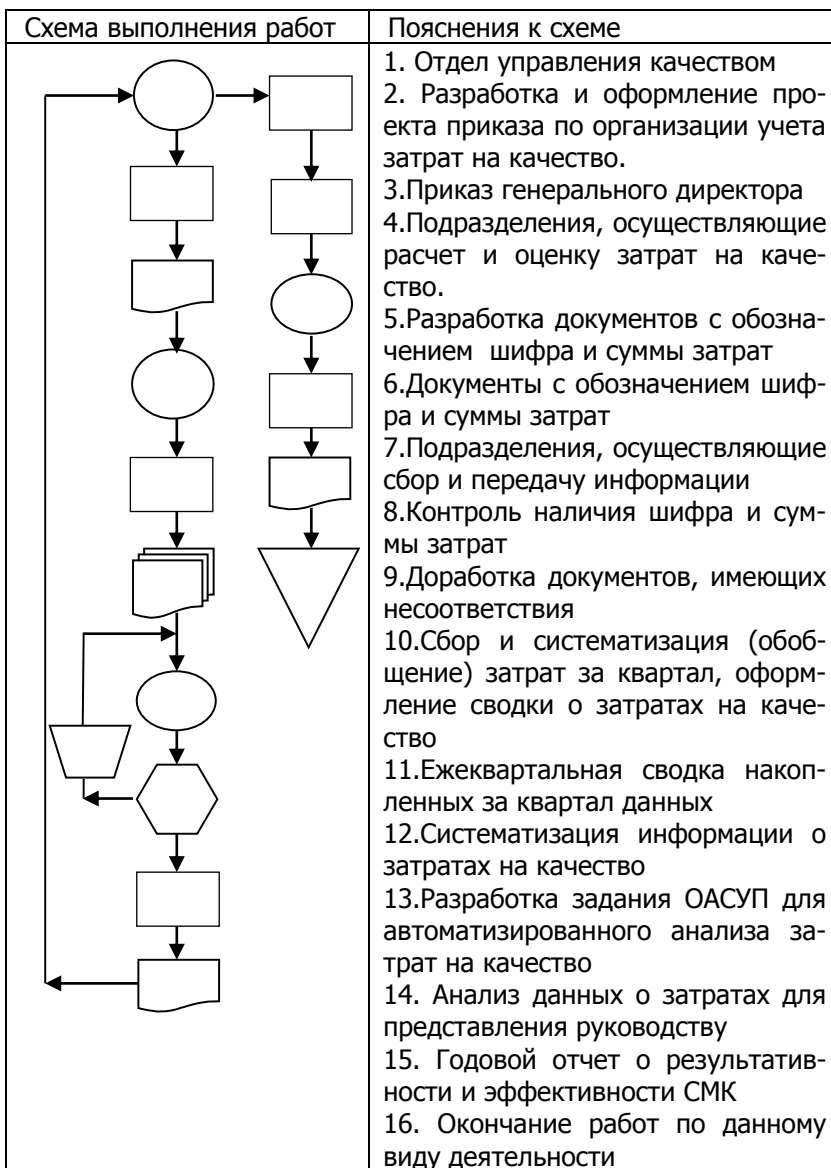 Схема выполнения работ
Пояснения к схеме
1. Отдел управления качеством
2. Разработка и оформление про-
екта приказа по организации учета
затрат на качество.
3.Приказ генерального директора
4.Подразделения, осуществляющие
расчет и оценку затрат на каче-
ство.
5.Разработка документов с обозна-
чением шифра и суммы затрат
6.Документы с обозначением шиф-
ра и суммы затрат
7.Подразделения, осуществляющие
сбор и передачу информации
8.Контроль наличия шифра и сум-
мы затрат
9.Доработка документов, имеющих
несоответствия
10.Сбор и систематизация (обоб-
щение) затрат за квартал, оформ-
ление сводки о затратах на каче-
ство
11.Ежеквартальная сводка накоп-
ленных за квартал данных
12.Систематизация информации о
затратах на качество
13.Разработка задания ОАСУП для
автоматизированного анализа за-
трат на качество
14. Анализ данных о затратах для
представления руководству
15. Годовой отчет о результатив-
ности и эффективности СМК
16. Окончание работ по данному
виду деятельности